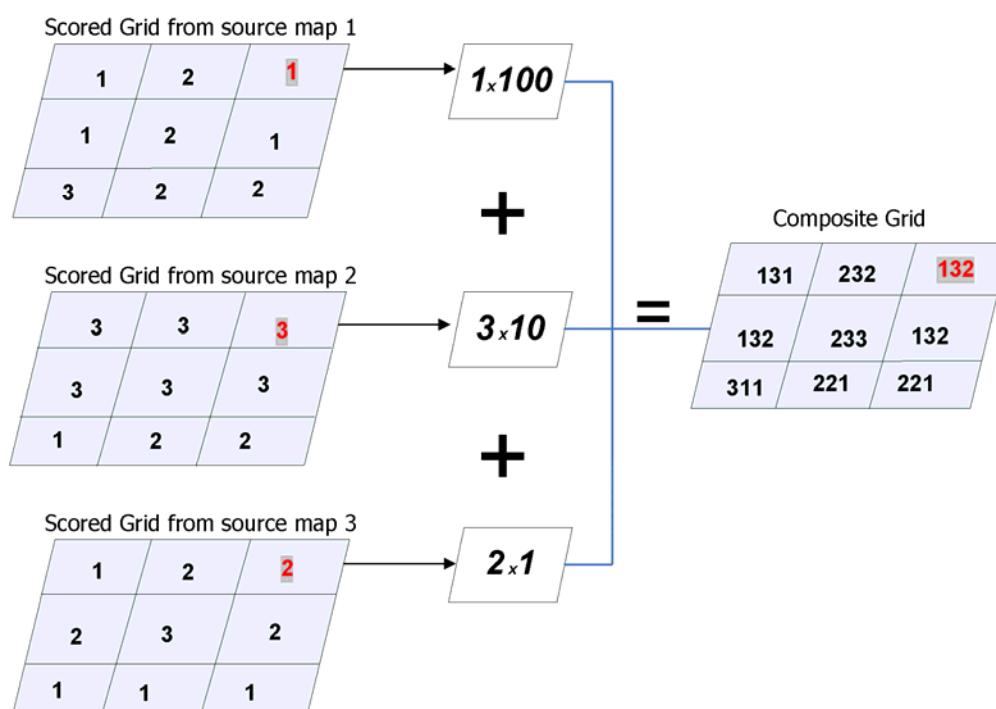 Scored Grid from source map 1
1 2 1
1 2 1
3 2 2
1x100
+
Scored Grid from source map 2
3 3 3
3 3 3
1 2 2
3x10
+
Scored Grid from source map 3
1 2 2
2 3 2
1 1 1
2x1
=
Composite Grid
131 232 132
132 233 132
311 221 221